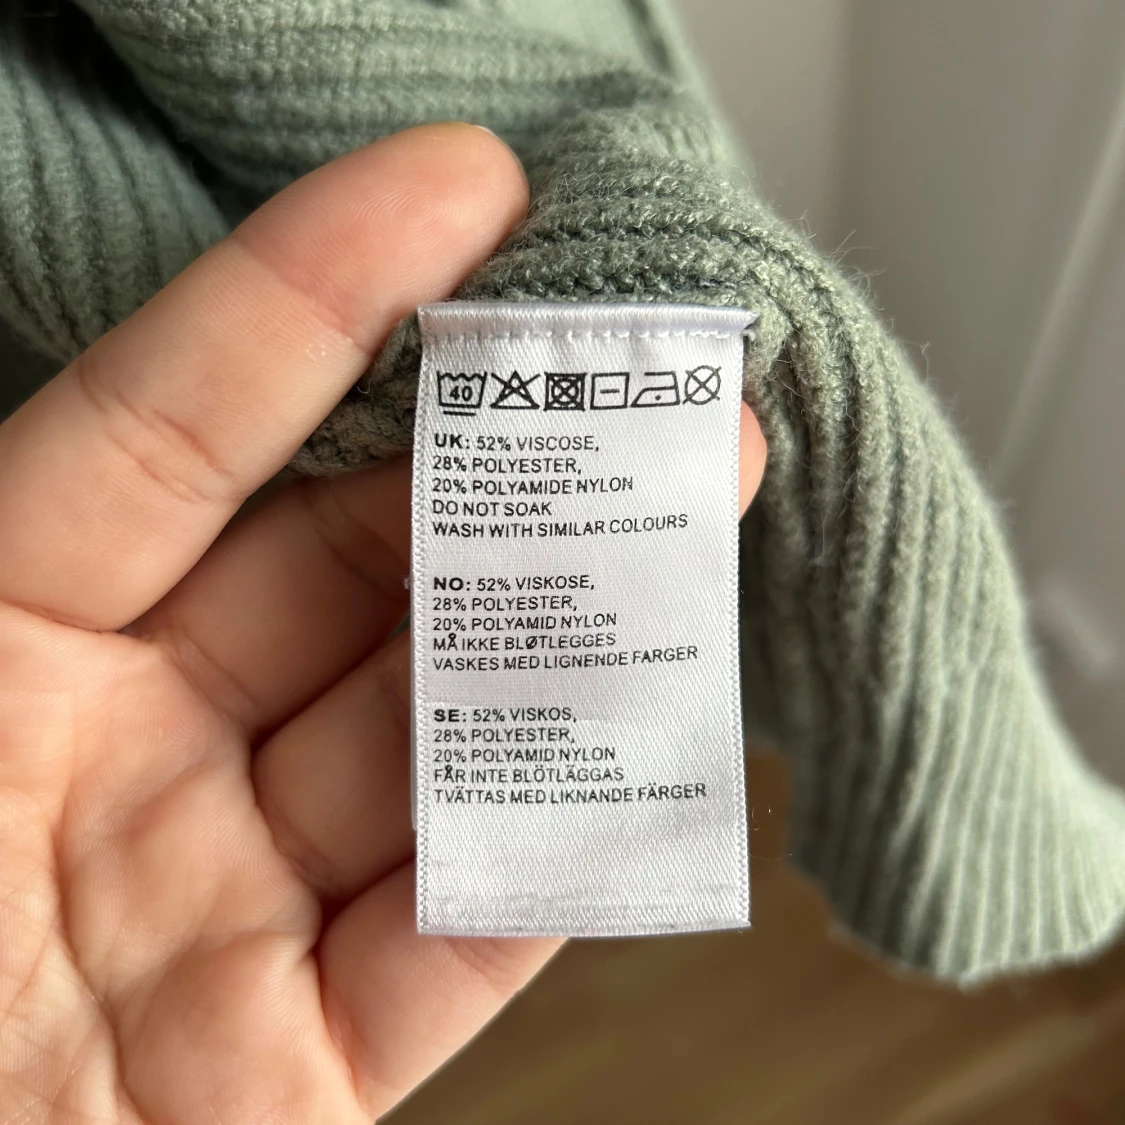 40
UK: 52% VISCOSE,
28% POLYESTER,
20% POLYAMIDE NYLON
DO NOT SOAK
WASH WITH SIMILAR COLOURS
NO: 52% VISKOSE,
28% POLYESTER,
20% POLYAMID NYLON
MÅ IKKE BLØTLEGGES
VASKES MED LIGNENDE FARGER
SE: 52% VISKOS,
28% POLYESTER,
20% POLYAMID NYLON
FÅR INTE BLÖTLÄGGAS
TVÄTTAS MED LIKNANDE FÄRGER